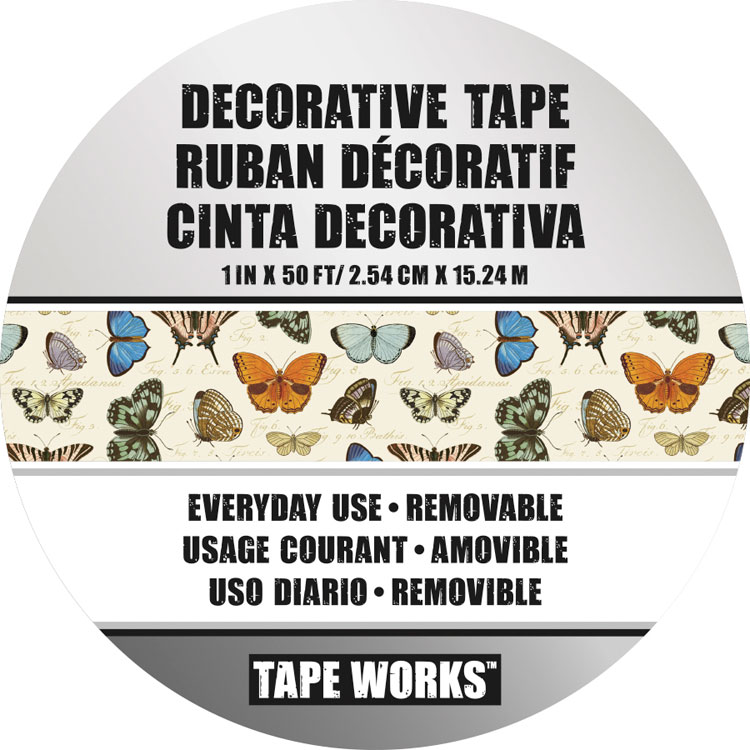 DECORATIVE TAPE
RUBAN DÉCORATIF
CINTA DECORATIVA
1 IN X 50 FT/ 2.54 CM X 15.24 M
EVERYDAY USE • REMOVABLE
USAGE COURANT • AMOVIBLE
USO DIARIO • REMOVIBLE
TAPE WORKS™